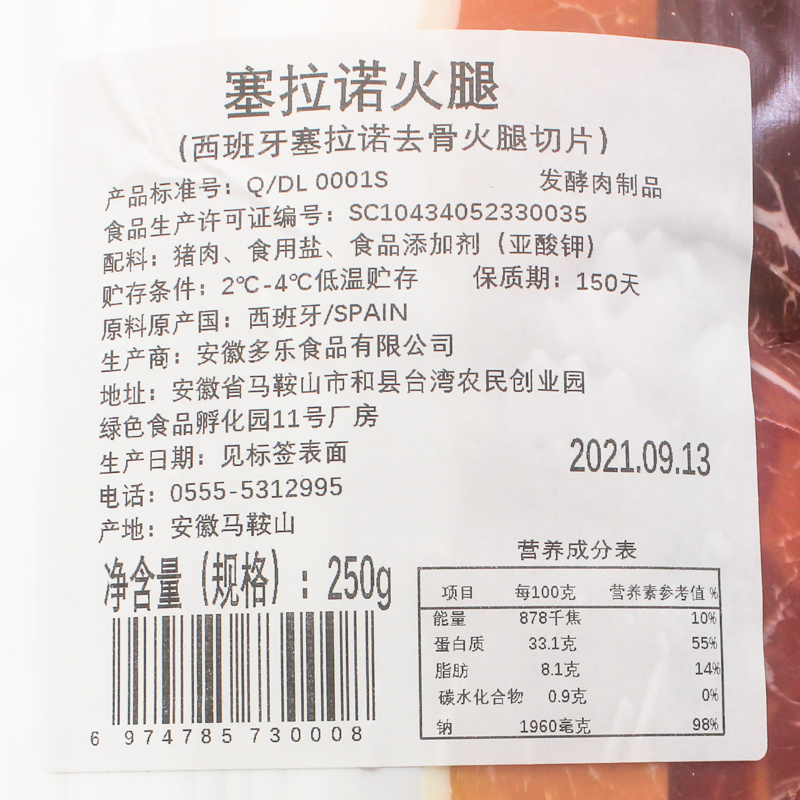 塞拉诺火腿
(西班牙塞拉诺去骨火腿切片)
产品标准号：Q/DL 0001S 发酵肉制品
食品生产许可证编号：SC10434052330035
配料：猪肉、食用盐、食品添加剂（亚酸钾）
贮存条件：2℃-4℃低温贮存 保质期：150天
原料原产国：西班牙/SPAIN
生产商：安徽多乐食品有限公司
地址：安徽省马鞍山市和县台湾农民创业园
绿色食品孵化园11号厂房
生产日期：见标签表面
2021.09.13
电话：0555-5312995
产地：安徽马鞍山
净含量（规格）：250g
6 974785 730008
营养成分表
项目 每100克 营养素参考值%
能量 878千焦 10%
蛋白质 33.1克 55%
脂肪 8.1克 14%
碳水化合物 0.9克 0%
钠 1960毫克 98%